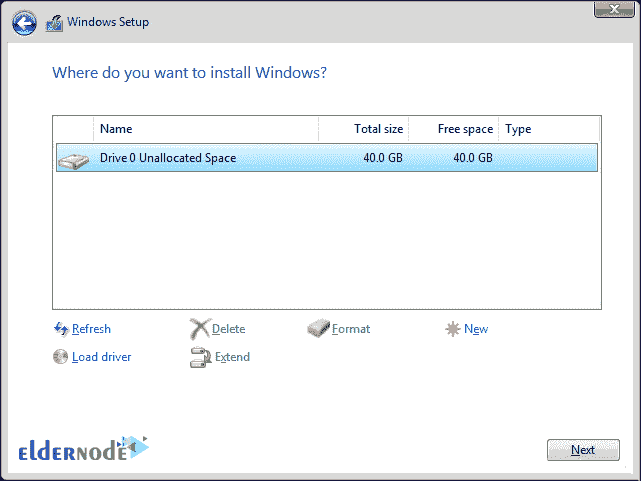 Windows Setup
Where do you want to install Windows?
Name Total size Free space Type
Drive 0 Unallocated Space 40.0 GB 40.0 GB
Refresh Delete Format New
Load driver Extend
eldernode
Next